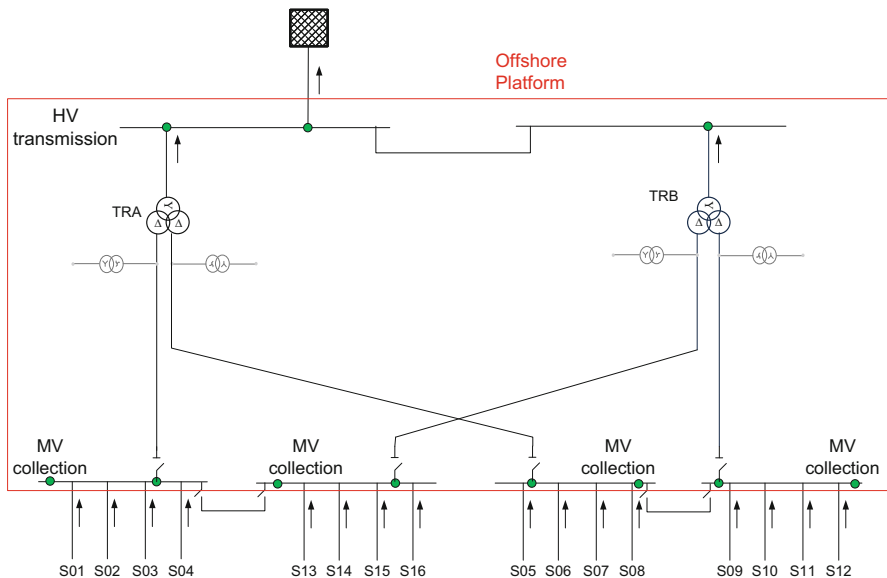 Offshore
Platform
HV
transmission
TRA
Y
Δ
Δ
TRB
Y
Δ
Δ
Y
Y
Y
Y
Y
Y
Y
Y
MV
collection
MV
collection
MV
collection
MV
collection
S01
S02
S03
S04
S13
S14
S15
S16
S05
S06
S07
S08
S09
S10
S11
S12